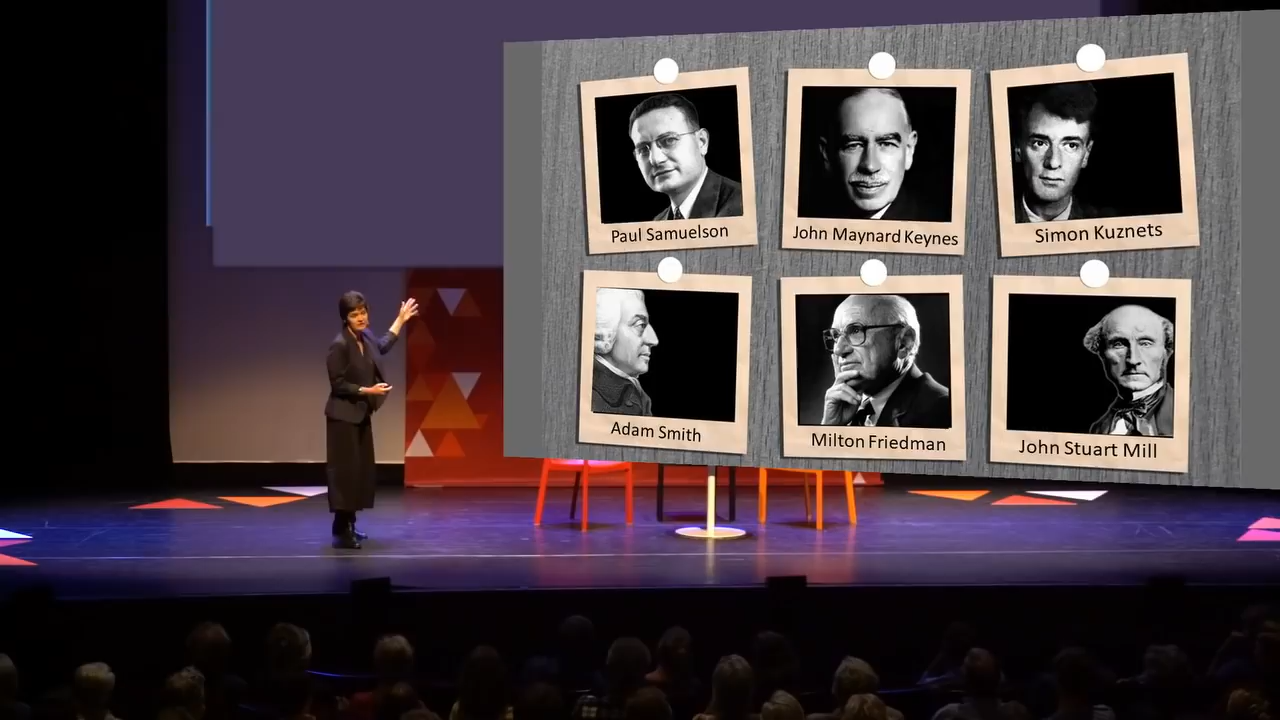 Paul Samuelson
John Maynard Keynes
Simon Kuznets
Adam Smith
Milton Friedman
John Stuart Mill